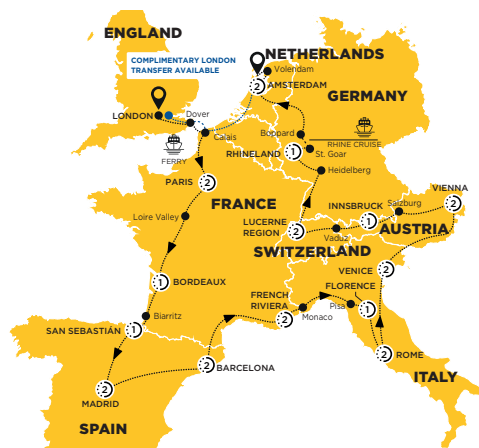 ENGLAND
COMPLIMENTARY LONDON
TRANSFER AVAILABLE
NETHERLANDS
Volendam
2
AMSTERDAM
GERMANY
LONDON
Dover
Calais
FERRY
Boppard
RHINE CRUISE
St. Goar
RHINELAND
1
Heidelberg
PARIS
2
FRANCE
Loire Valley
VIENNA
2
INNSBRUCK
1
Salzburg
AUSTRIA
LUCERNE
REGION
2
Vaduz
SWITZERLAND
VENICE
2
BORDEAUX
1
FRENCH
RIVIERA
2
Monaco
FLORENCE
Pisa
1
Biarritz
SAN SEBASTIÁN
1
BARCELONA
2
ROME
2
ITALY
MADRID
2
SPAIN